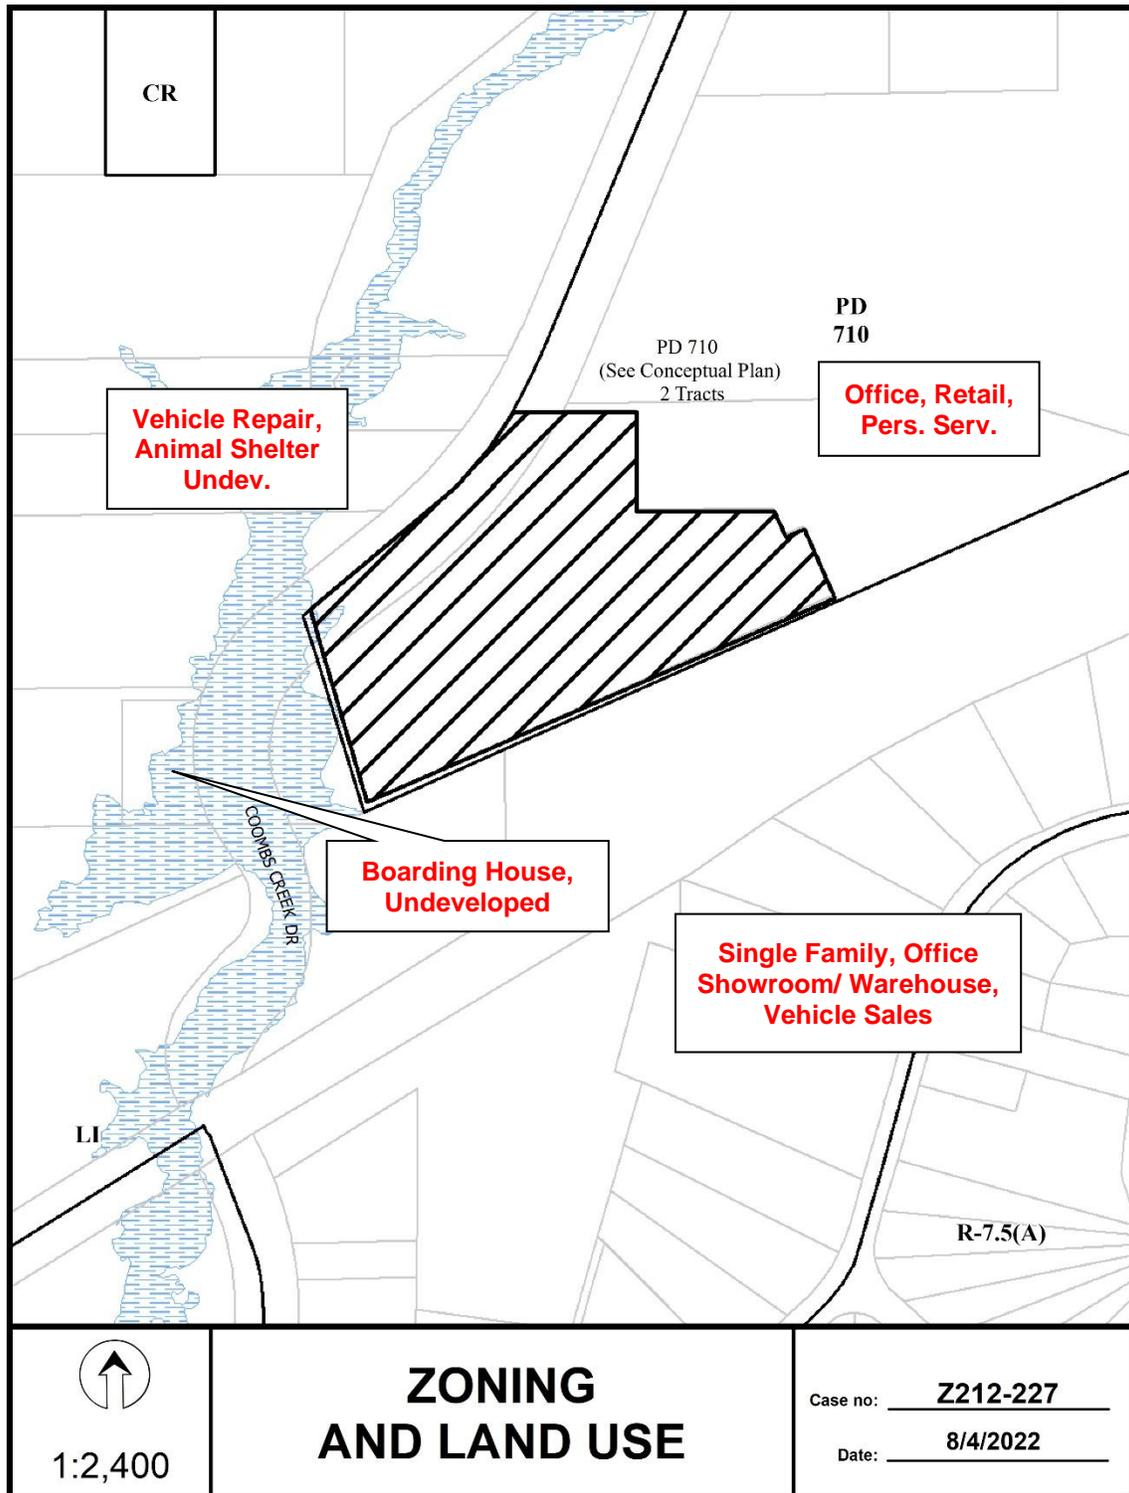 CR
PD
710
PD 710
(See Conceptual Plan)
2 Tracts
Office, Retail,
Pers. Serv.
Vehicle Repair,
Animal Shelter
Undev.
COOMBS CREEK DR
Boarding House,
Undeveloped
Single Family, Office
Showroom/ Warehouse,
Vehicle Sales
LI
R-7.5(A)
1:2,400
ZONING
AND LAND USE
Case no: Z212-227
Date: 8/4/2022